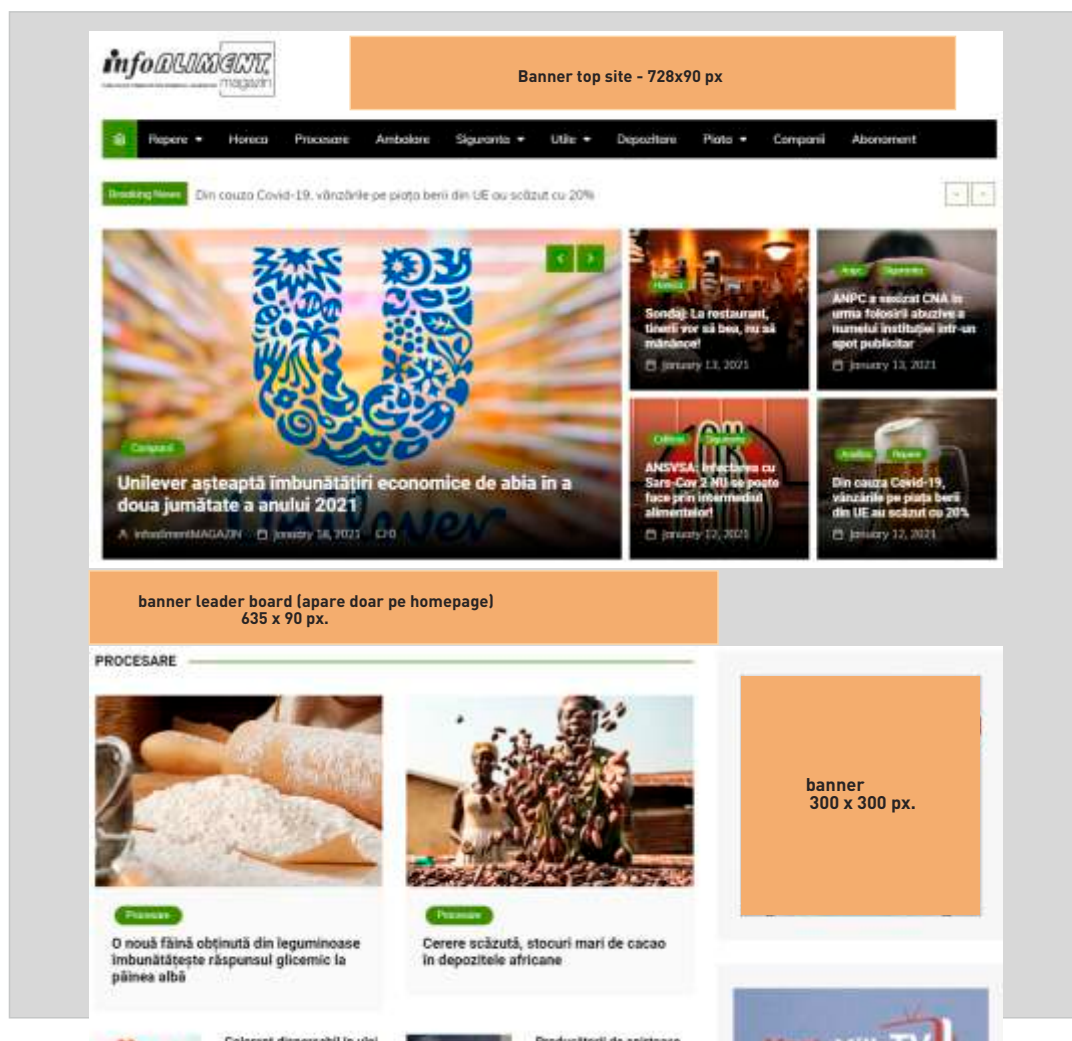 infoALIMENT
magazin
Banner top site - 728x90 px
Repere Horeca Procesare Ambalare Siguranta Utile Depozitare Piata Companii Abonament
Breaking News Din cauza Covid-19, vânzările pe piața berii din UE au scăzut cu 20%
Companii
Unilever așteaptă îmbunătățiri economice de abia în a
doua jumătate a anului 2021
infoalimentMAGAZIN January 18, 2021 0
Unilever
Horeca
Sondaj: La restaurant,
tinerii vor să bea, nu să
mănânce!
January 13, 2021
Anpc Siguranta
ANPC a sesizat CNA în
urma folosirii abuzive a
numelui instituției într-un
spot publicitar
January 13, 2021
Siguranta
ANSVSA: Infectarea cu
Sars-Cov 2 NU se poate
face prin intermediul
alimentelor!
January 12, 2021
Analize Repere
Din cauza Covid-19,
vânzările pe piața berii
din UE au scăzut cu 20%
January 12, 2021
banner leader board (apare doar pe homepage)
635 x 90 px.
PROCESARE
Procesare
O nouă făină obținută din leguminoase
îmbunătățește răspunsul glicemic la
pâinea albă
Procesare
Cerere scăzută, stocuri mari de cacao
în depozitele africane
banner
300 x 300 px.